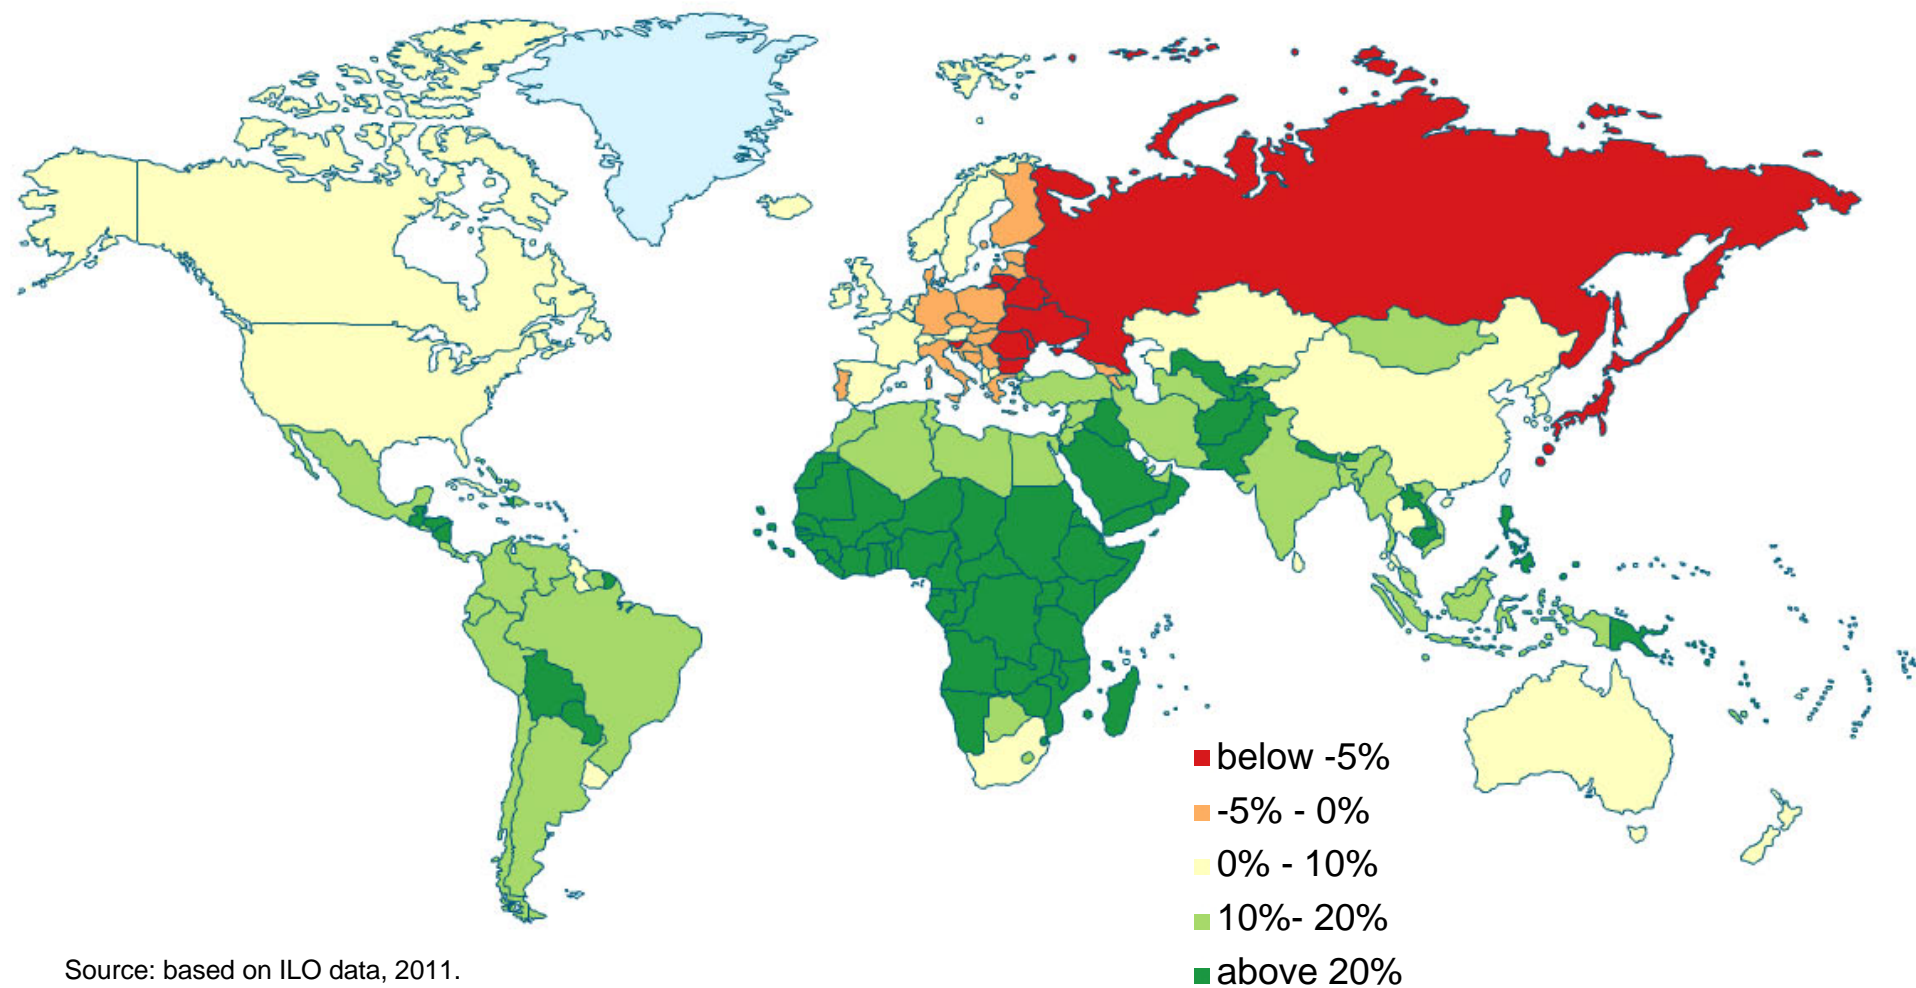 below -5%
-5% - 0%
0% - 10%
10%- 20%
above 20%
Source: based on ILO data, 2011.